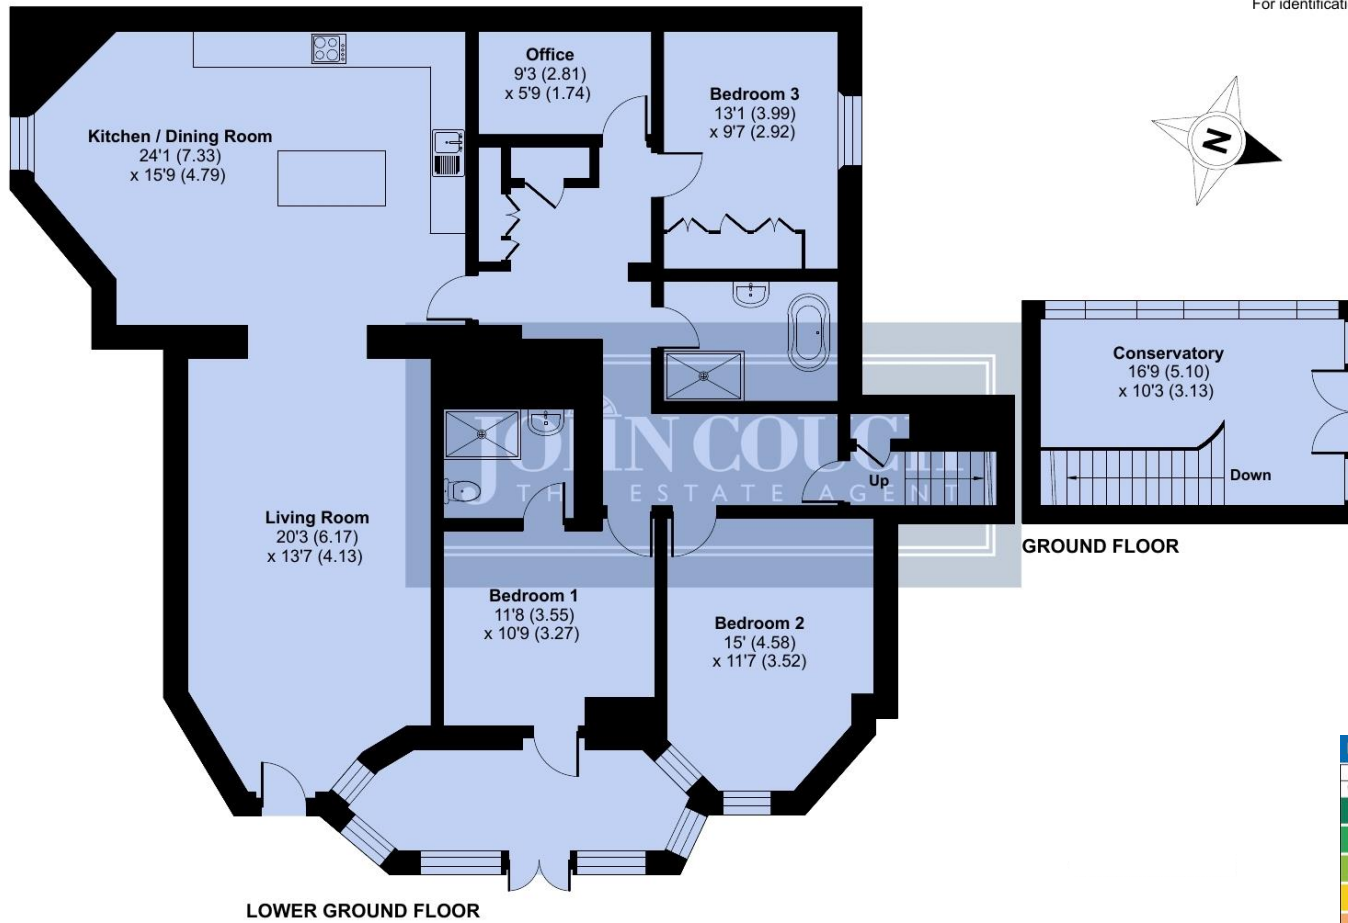 For identificati
Office
9'3 (2.81)
x 5'9 (1.74)
Bedroom 3
13'1 (3.99)
x 9'7 (2.92)
Kitchen / Dining Room
24'1 (7.33)
x 15'9 (4.79)
N
Conservatory
16'9 (5.10)
x 10'3 (3.13)
Down
GROUND FLOOR
JOHN COUCH
THE ESTATE AGENT
Up
Living Room
20'3 (6.17)
x 13'7 (4.13)
Bedroom 1
11'8 (3.55)
x 10'9 (3.27)
Bedroom 2
15' (4.58)
x 11'7 (3.52)
LOWER GROUND FLOOR